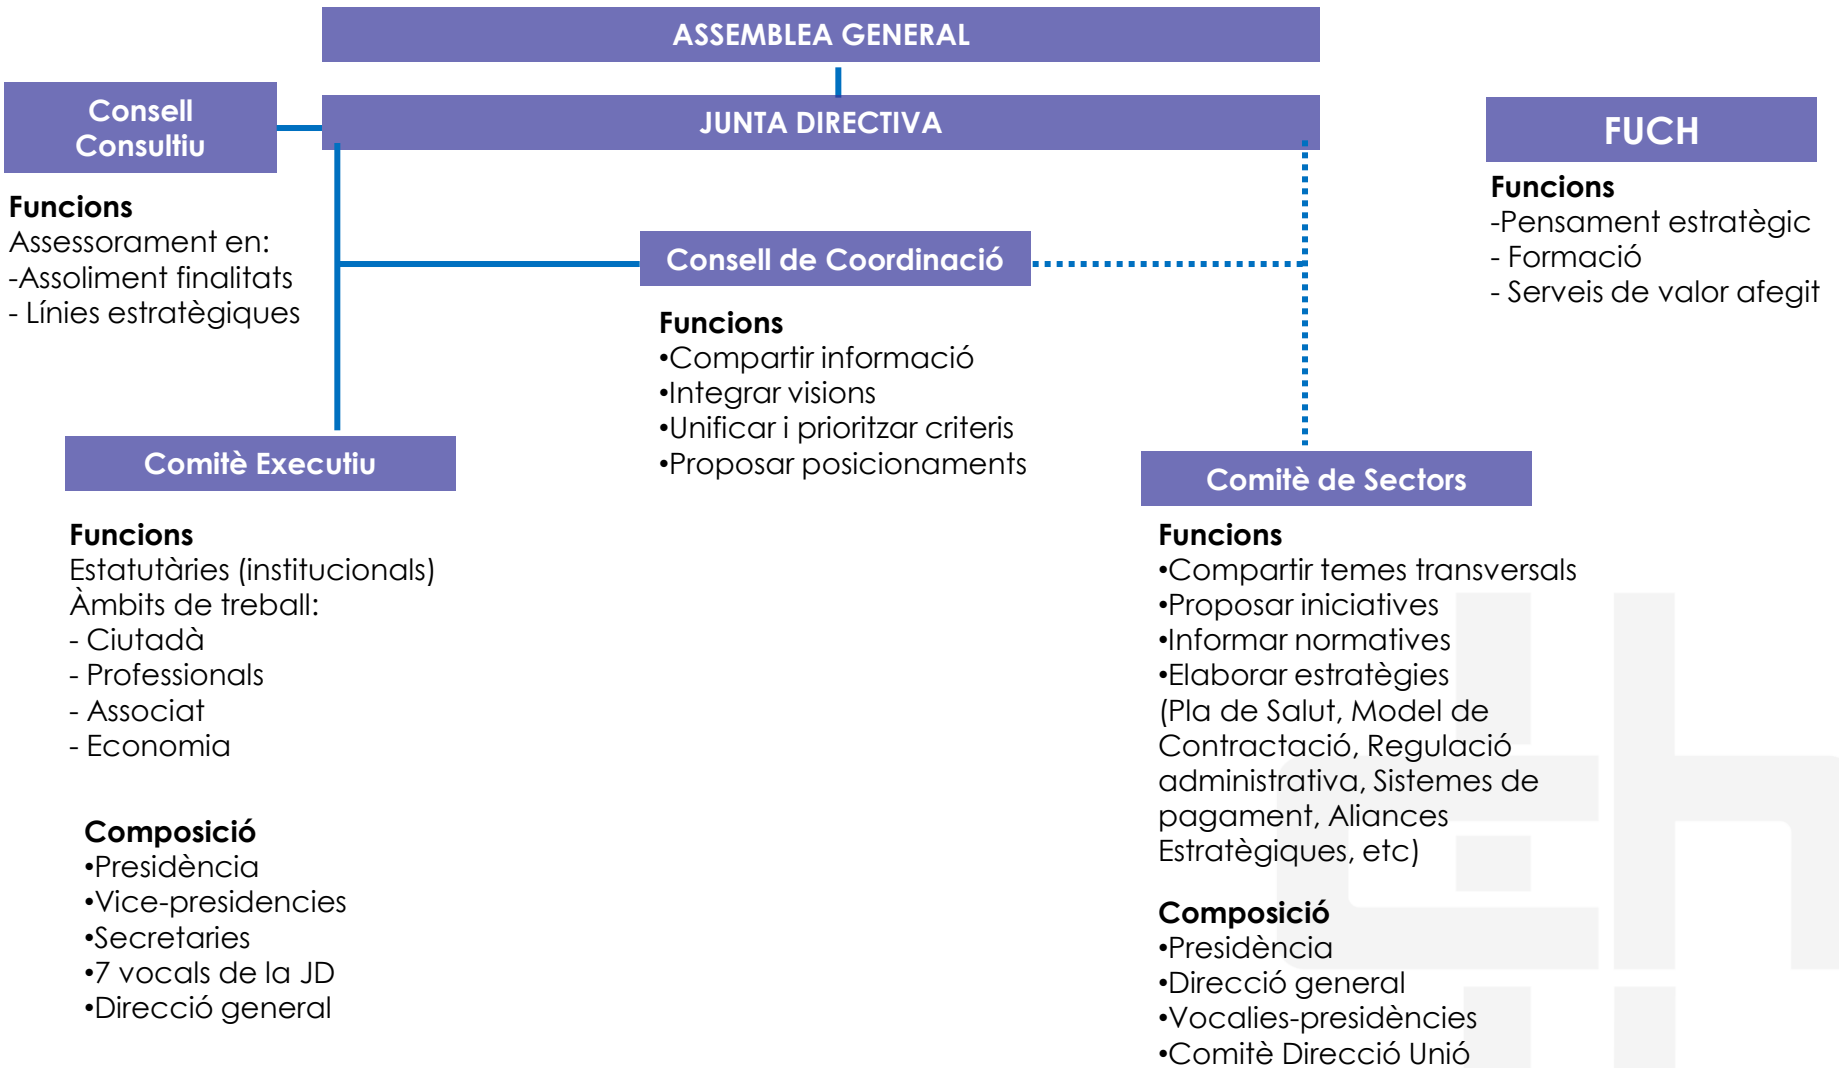 ASSEMBLEA GENERAL
Consell
Consultiu
JUNTA DIRECTIVA
FUCH
Funcions
Assessorament en:
-Assoliment finalitats
- Línies estratègiques
Consell de Coordinació
Funcions
•Compartir informació
•Integrar visions
•Unificar i prioritzar criteris
•Proposar posicionaments
Funcions
-Pensament estratègic
- Formació
- Serveis de valor afegit
Comitè Executiu
Funcions
Estatutàries (institucionals)
Àmbits de treball:
- Ciutadà
- Professionals
- Associat
- Economia
Composició
•Presidència
•Vice-presidencies
•Secretaries
•7 vocals de la JD
•Direcció general
Comitè de Sectors
Funcions
•Compartir temes transversals
•Proposar iniciatives
•Informar normatives
•Elaborar estratègies
(Pla de Salut, Model de
Contractació, Regulació
administrativa, Sistemes de
pagament, Aliances
Estratègiques, etc)
Composició
•Presidència
•Direcció general
•Vocalies-presidències
•Comitè Direcció Unió